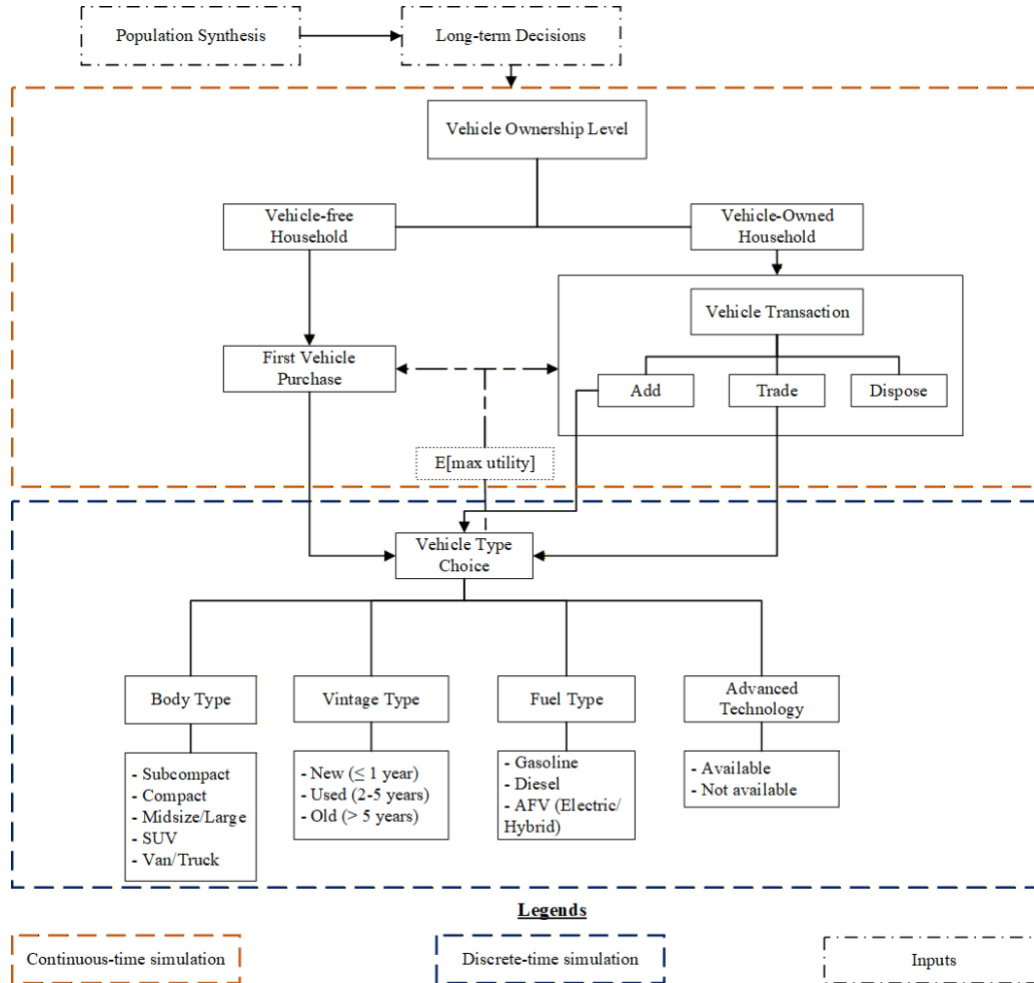 Population Synthesis
Long-term Decisions
Vehicle Ownership Level
Vehicle-free
Household
Vehicle-Owned
Household
Vehicle Transaction
First Vehicle
Purchase
Add
Trade
Dispose
E[max utility]
Vehicle Type
Choice
Body Type
Vintage Type
Fuel Type
Advanced
Technology
- Subcompact
- Compact
- Midsize/Large
- SUV
- Van/Truck
- New (≤ 1 year)
- Used (2-5 years)
- Old (> 5 years)
- Gasoline
- Diesel
- AFV (Electric/
Hybrid)
- Available
- Not available
Legends
Continuous-time simulation
Discrete-time simulation
Inputs